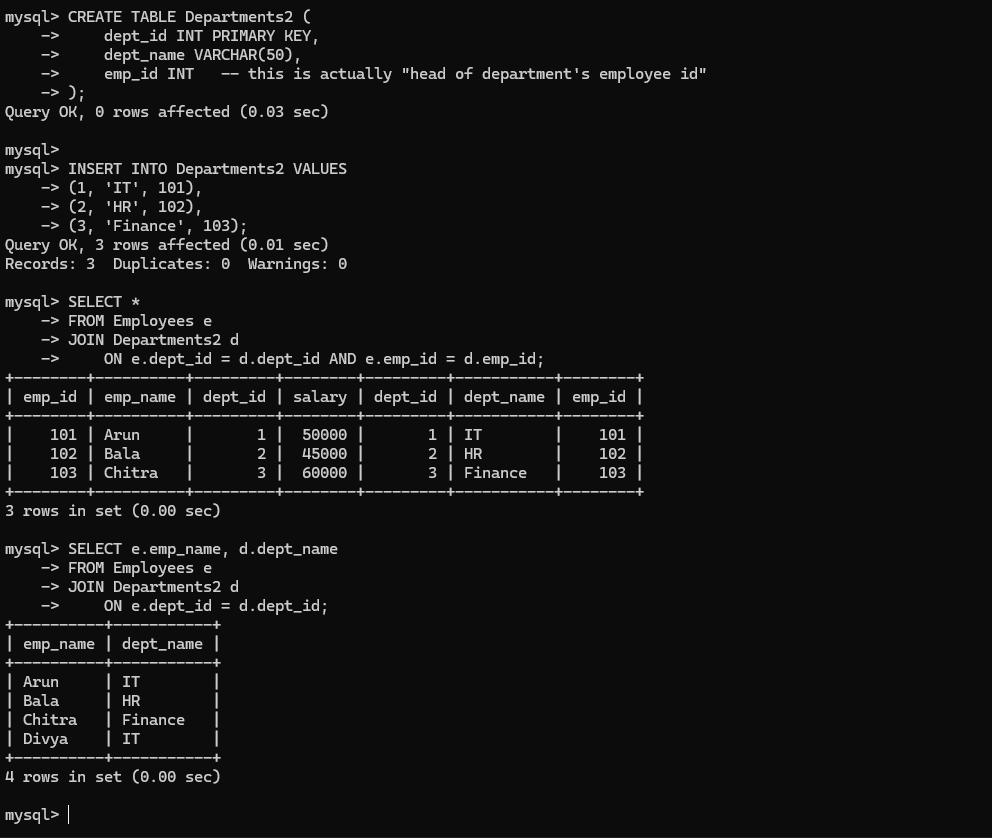 mysql> CREATE TABLE Departments2 (
    ->     dept_id INT PRIMARY KEY,
    ->     dept_name VARCHAR(50),
    ->     emp_id INT   -- this is actually "head of department's employee id"
    -> );
Query OK, 0 rows affected (0.03 sec)

mysql>
mysql> INSERT INTO Departments2 VALUES
    -> (1, 'IT', 101),
    -> (2, 'HR', 102),
    -> (3, 'Finance', 103);
Query OK, 3 rows affected (0.01 sec)
Records: 3  Duplicates: 0  Warnings: 0

mysql> SELECT *
    -> FROM Employees e
    -> JOIN Departments2 d
    ->     ON e.dept_id = d.dept_id AND e.emp_id = d.emp_id;
+--------+----------+---------+--------+---------+-----------+--------+
| emp_id | emp_name | dept_id | salary | dept_id | dept_name | emp_id |
+--------+----------+---------+--------+---------+-----------+--------+
|    101 | Arun     |       1 |  50000 |       1 | IT        |    101 |
|    102 | Bala     |       2 |  45000 |       2 | HR        |    102 |
|    103 | Chitra   |       3 |  60000 |       3 | Finance   |    103 |
+--------+----------+---------+--------+---------+-----------+--------+
3 rows in set (0.00 sec)

mysql> SELECT e.emp_name, d.dept_name
    -> FROM Employees e
    -> JOIN Departments2 d
    ->     ON e.dept_id = d.dept_id;
+----------+-----------+
| emp_name | dept_name |
+----------+-----------+
| Arun     | IT        |
| Bala     | HR        |
| Chitra   | Finance   |
| Divya    | IT        |
+----------+-----------+
4 rows in set (0.00 sec)

mysql>